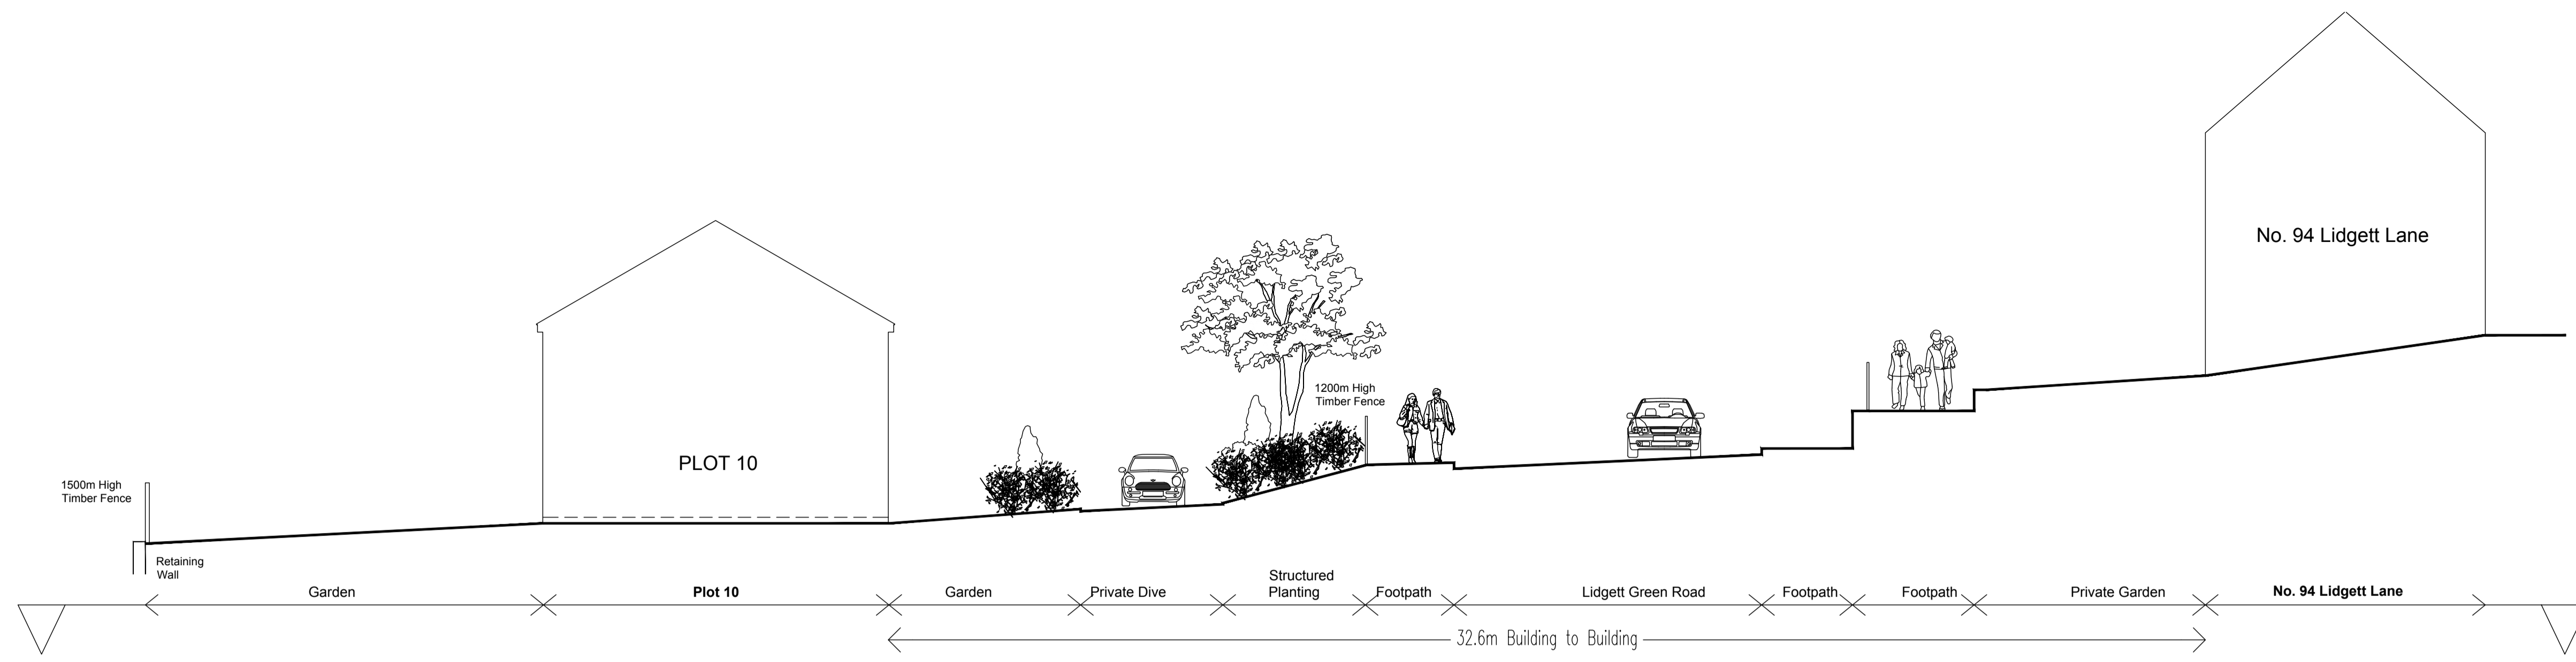 No. 94 Lidgett Lane
1200m High
Timber Fence
PLOT 10
1500m High
Timber Fence
Retaining
Wall
Garden
Plot 10
Garden
Private Dive
Structured
Planting
Footpath
Lidgett Green Road
Footpath
Footpath
Private Garden
No. 94 Lidgett Lane
32.6m Building to Building